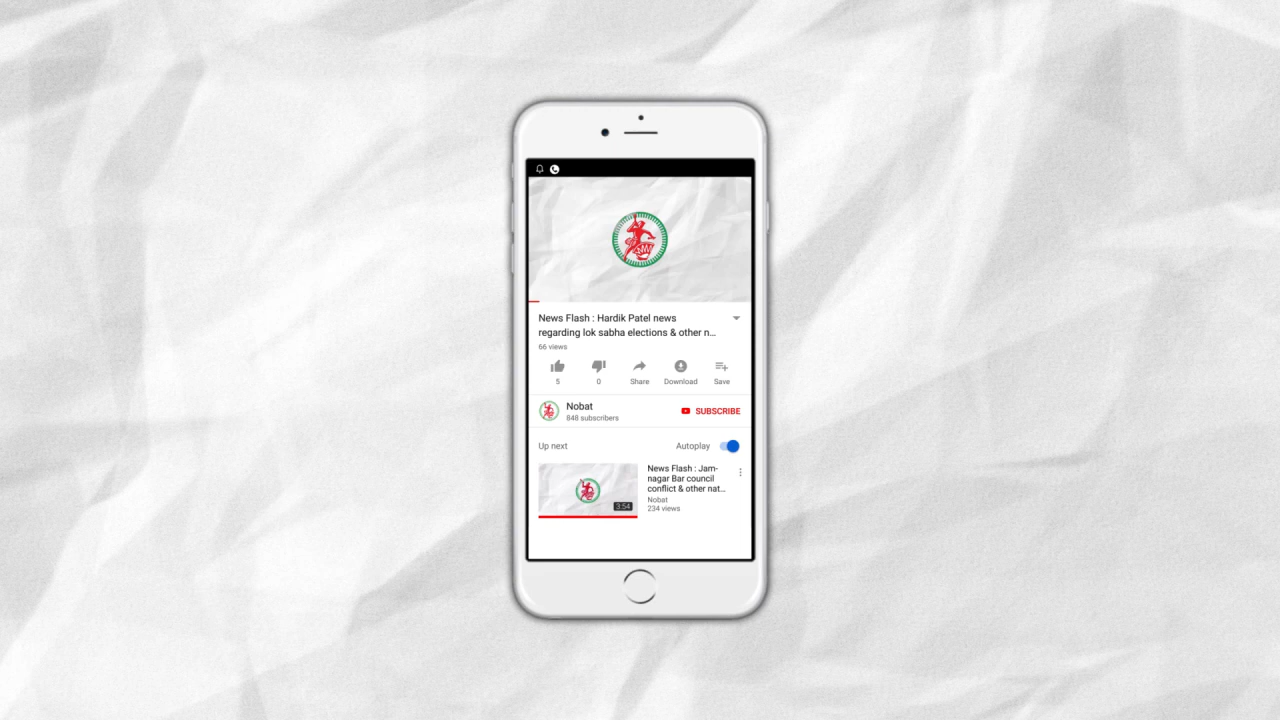 News Flash : Hardik Patel news
regarding lok sabha elections & other n...
66 views
5
0
Share
Download
Save
Nobat
848 subscribers
SUBSCRIBE
Up next
Autoplay
News Flash : Jam-
nagar Bar council
conflict & other nat...
Nobat
234 views
3:54